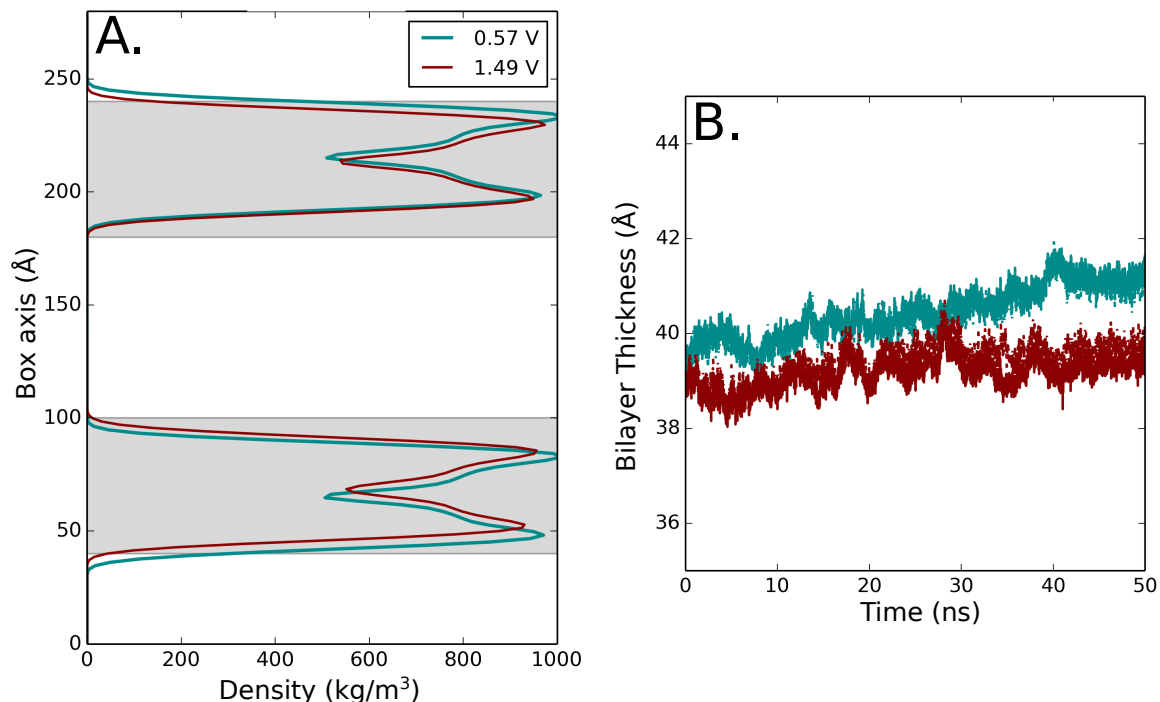 A.
0.57 V
1.49 V
250
200
150
100
50
0
Box axis (Å)
0 200 400 600 800 1000
Density (kg/m³)
B.
44
42
40
39
38
36
Bilayer Thickness (Å)
0 10 20 30 40 50
Time (ns)